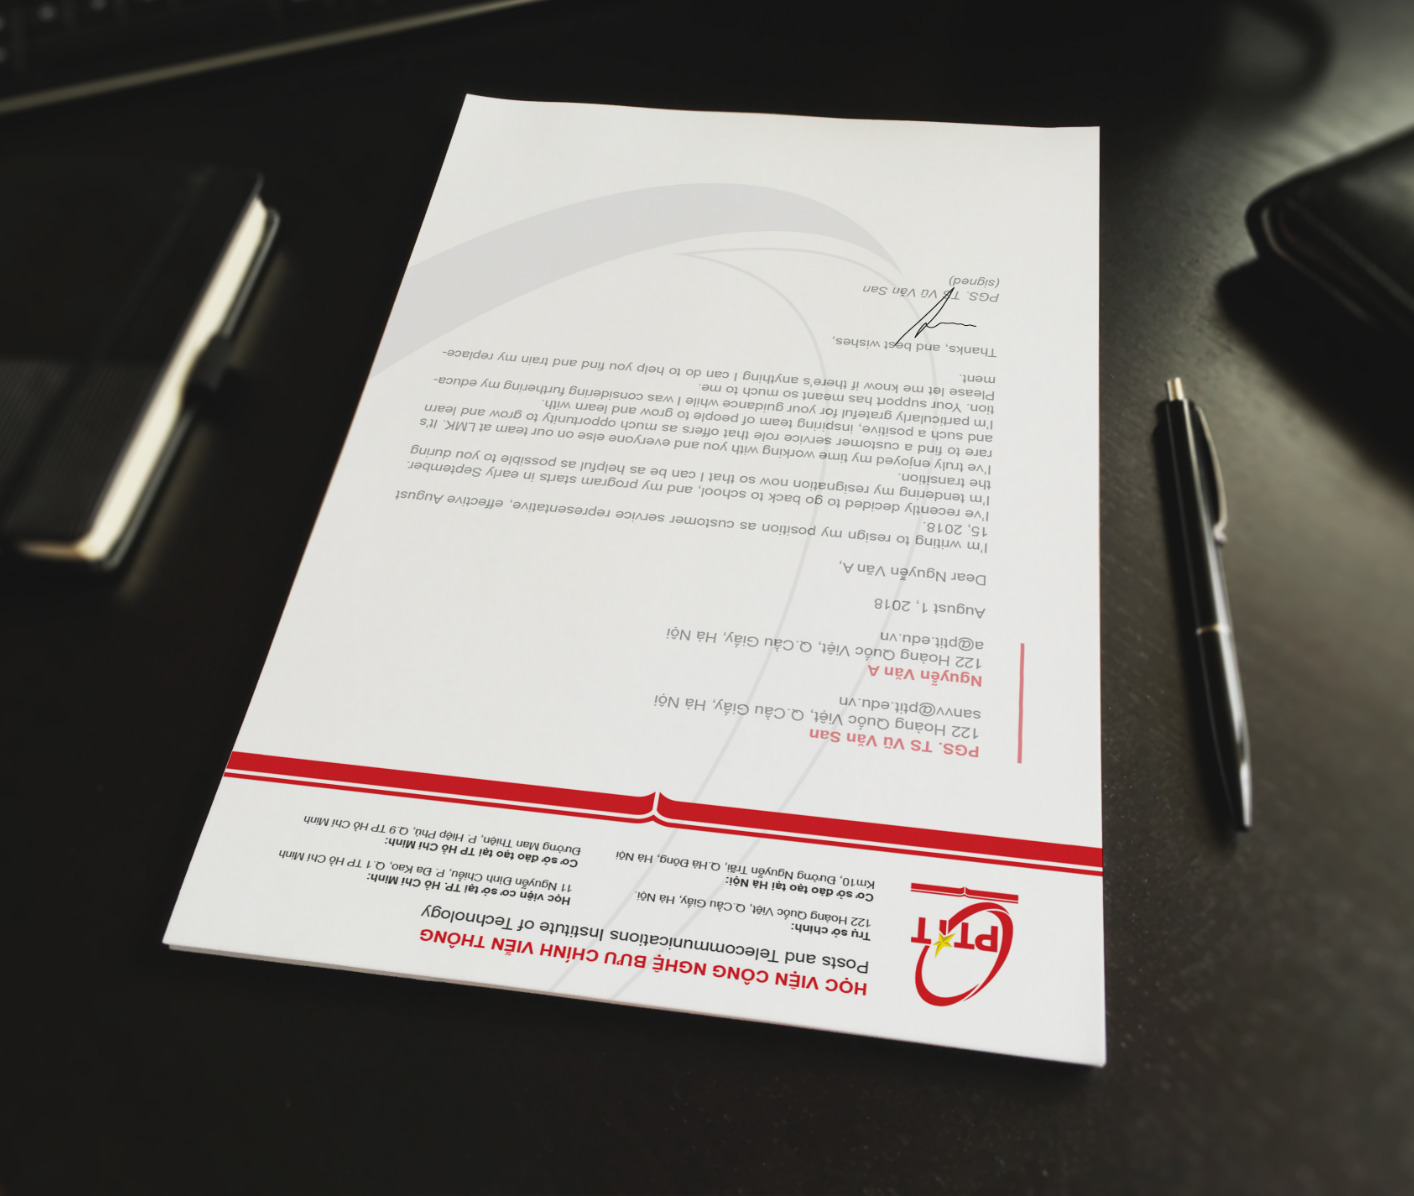 PTIT
HỌC VIỆN CÔNG NGHỆ BƯU CHÍNH VIỄN THÔNG
Posts and Telecommunications Institute of Technology
Trụ sở chính:
122 Hoàng Quốc Việt, Q.Cầu Giấy, Hà Nội.
Cơ sở đào tạo tại Hà Nội:
Km10, Đường Nguyễn Trãi, Q.Hà Đông, Hà Nội
Học viện cơ sở tại TP. Hồ Chí Minh:
11 Nguyễn Đình Chiểu, P. Đa Kao, Q.1 TP Hồ Chí Minh
Cơ sở đào tạo tại TP Hồ Chí Minh:
Đường Man Thiện, P. Hiệp Phú, Q.9 TP Hồ Chí Minh
PGS. TS Vũ Văn San
122 Hoàng Quốc Việt, Q.Cầu Giấy, Hà Nội
sanvv@ptit.edu.vn
Nguyễn Văn A
122 Hoàng Quốc Việt, Q.Cầu Giấy, Hà Nội
a@ptit.edu.vn
August 1, 2018
Dear Nguyễn Văn A,
I'm writing to resign my position as customer service representative, effective August
15, 2018.
I've recently decided to go back to school, and my program starts in early September.
I'm tendering my resignation now so that I can be as helpful as possible to you during
the transition.
I've truly enjoyed my time working with you and everyone else on our team at LMK. It's
rare to find a customer service role that offers as much opportunity to grow and learn
and such a positive, inspiring team of people to grow and learn with.
I'm particularly grateful for your guidance while I was considering furthering my educa-
tion. Your support has meant so much to me.
Please let me know if there's anything I can do to help you find and train my replace-
ment.
Thanks, and best wishes,
PGS. TS Vũ Văn San
(signed)